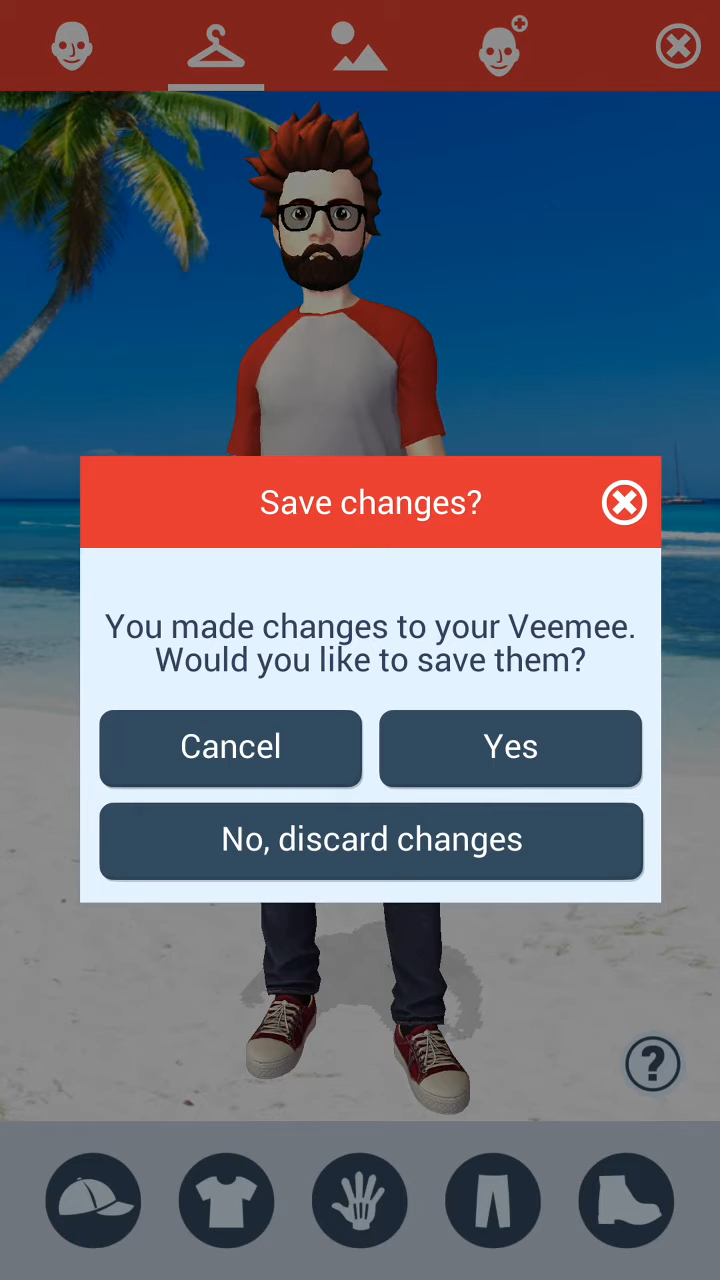 Save changes?
You made changes to your Veemee.
Would you like to save them?
Cancel
Yes
No, discard changes
?